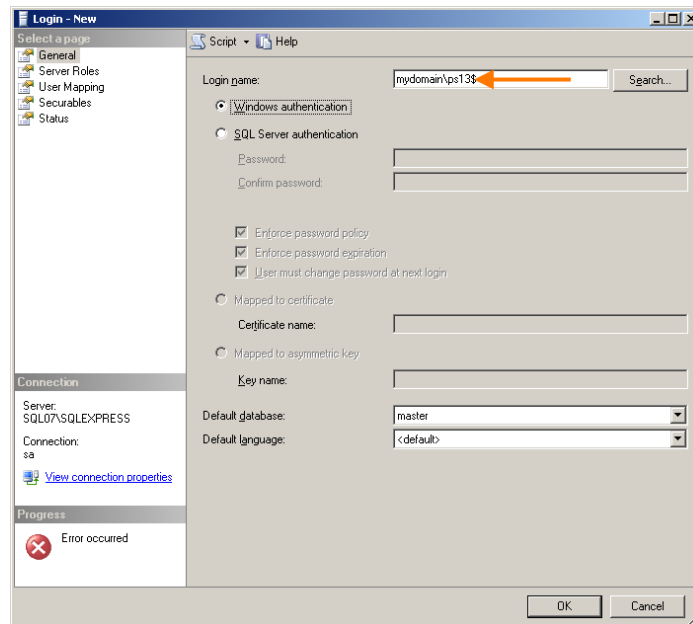 Login - New
Select a page
General
Server Roles
User Mapping
Securables
Status
Script Help
Login name: mydomain\ps13$ Search...
Windows authentication
SQL Server authentication
Password:
Confirm password:
Enforce password policy
Enforce password expiration
User must change password at next login
Mapped to certificate
Certificate name:
Mapped to asymmetric key
Key name:
Default database: master
Default language: <default>
Connection
Server:
SQL07\SQLEXPRESS
Connection:
sa
View connection properties
Progress
Error occurred
OK Cancel